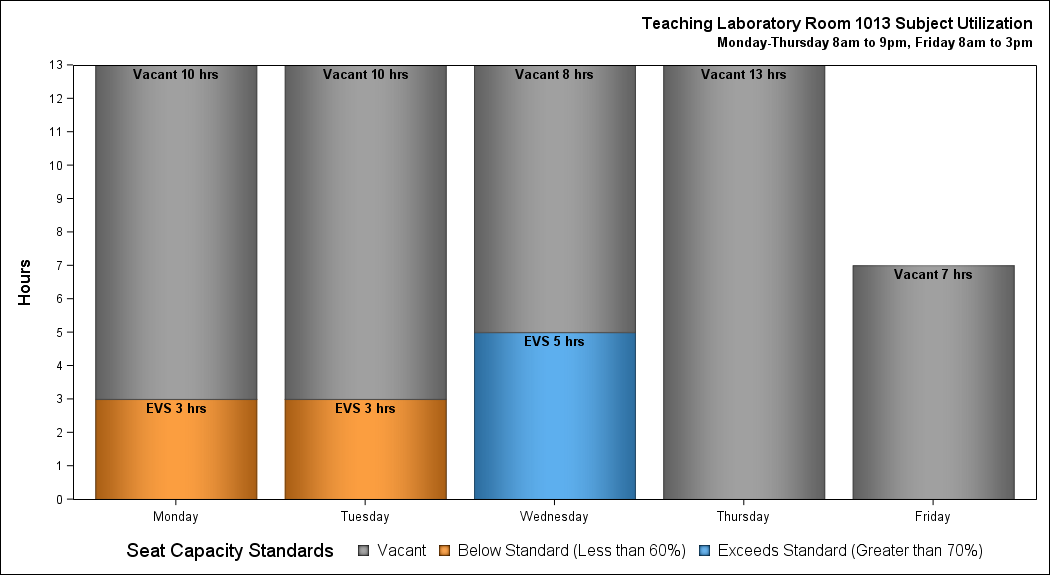 Teaching Laboratory Room 1013 Subject Utilization
Monday-Thursday 8am to 9pm, Friday 8am to 3pm
Hours
13
12
11
10
9
8
7
6
5
4
3
2
1
0
Vacant 10 hrs
Vacant 10 hrs
Vacant 8 hrs
Vacant 13 hrs
Vacant 7 hrs
EVS 5 hrs
EVS 3 hrs
EVS 3 hrs
Monday
Tuesday
Wednesday
Thursday
Friday
Seat Capacity Standards Vacant Below Standard (Less than 60%) Exceeds Standard (Greater than 70%)